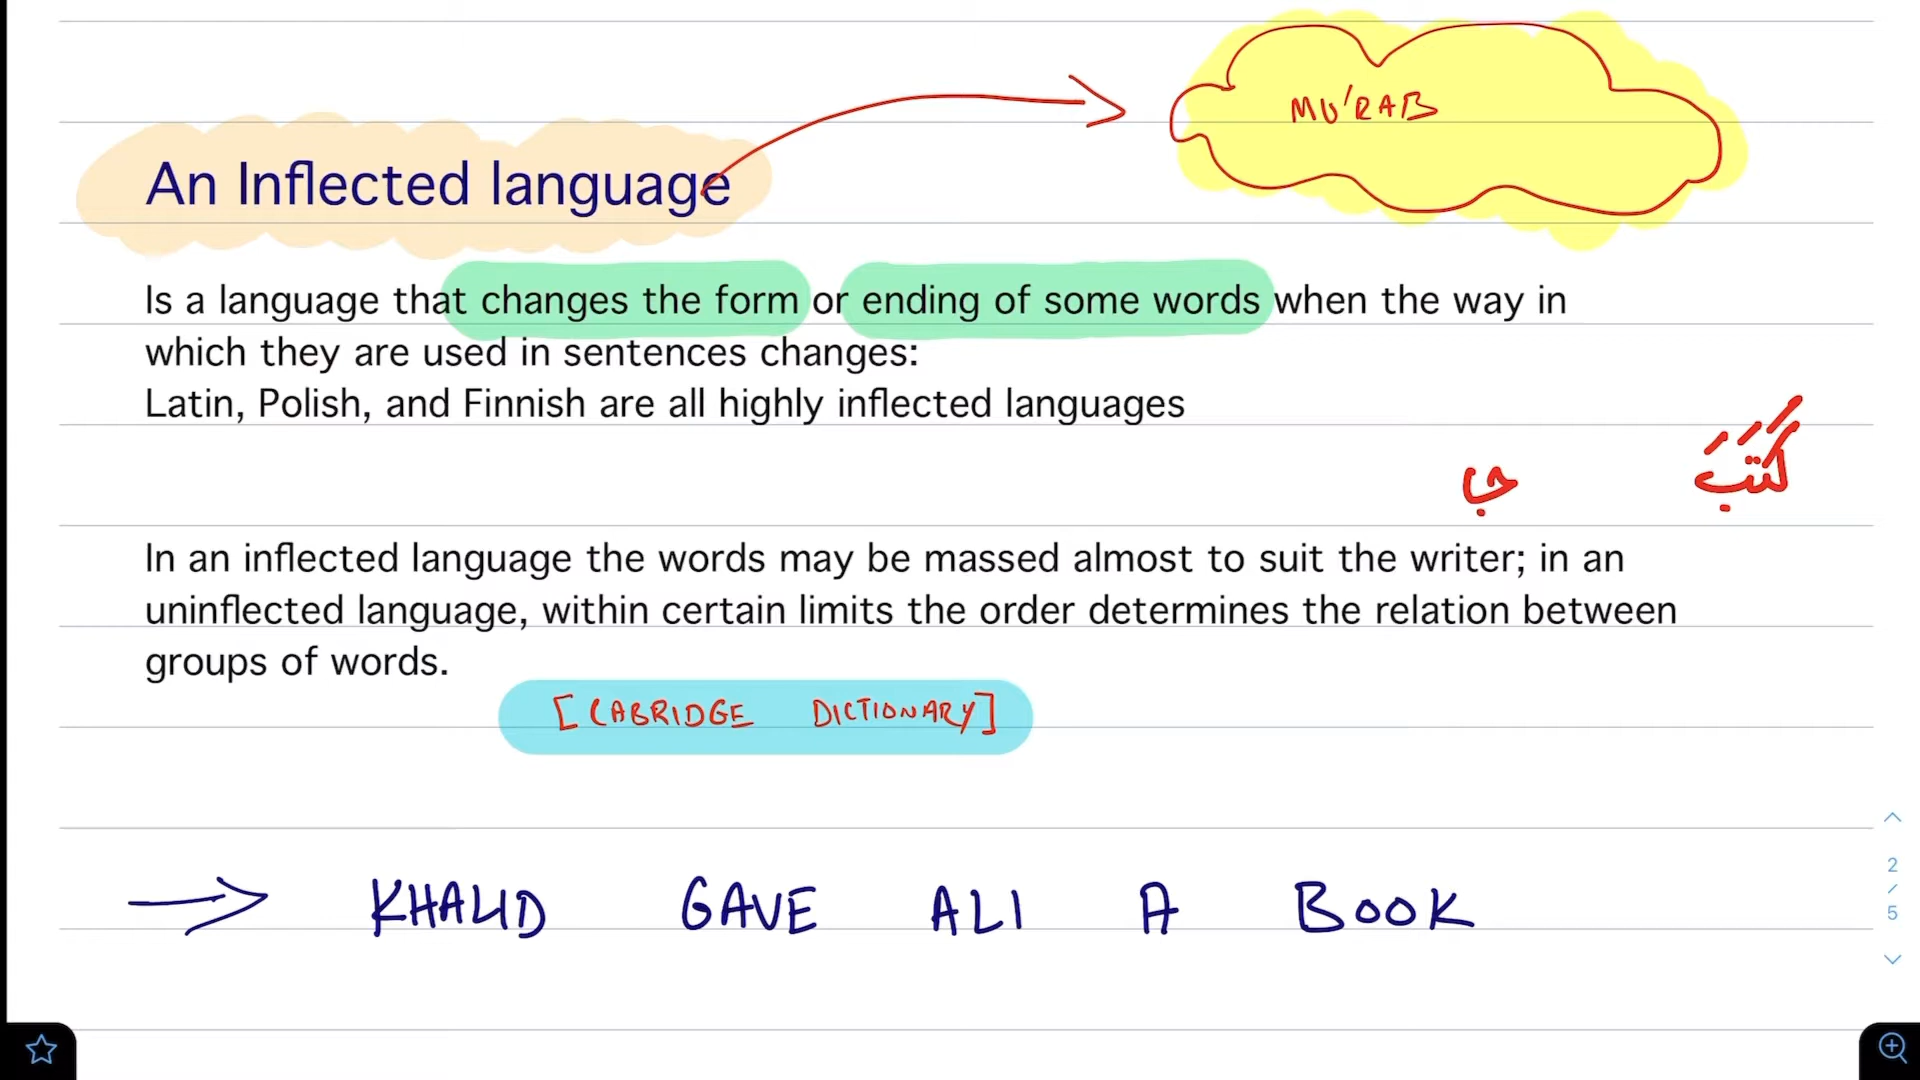 MU'RAB
An Inflected language
Is a language that changes the form or ending of some words when the way in
which they are used in sentences changes:
Latin, Polish, and Finnish are all highly inflected languages
كَتَبَ
In an inflected language the words may be massed almost to suit the writer; in an
uninflected language, within certain limits the order determines the relation between
groups of words.
[CABRIDGE DICTIONARY]
KHALID GAVE ALI A BOOK
2
/
5